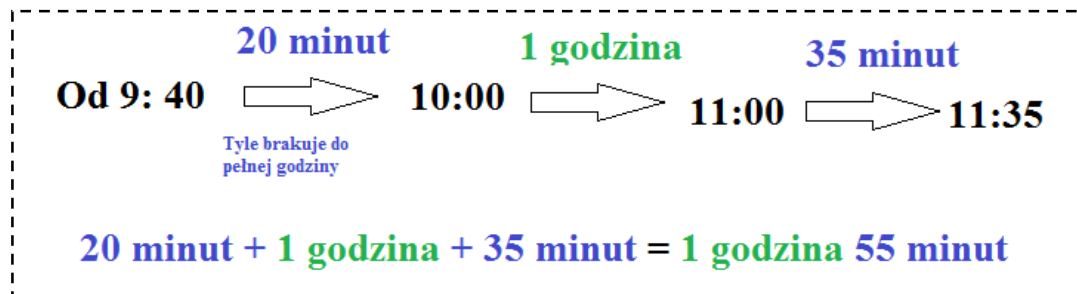 20 minut 1 godzina 35 minut
Od 9: 40 10:00 11:00 11:35
Tyle brakuje do
pełnej godziny
20 minut + 1 godzina + 35 minut = 1 godzina 55 minut